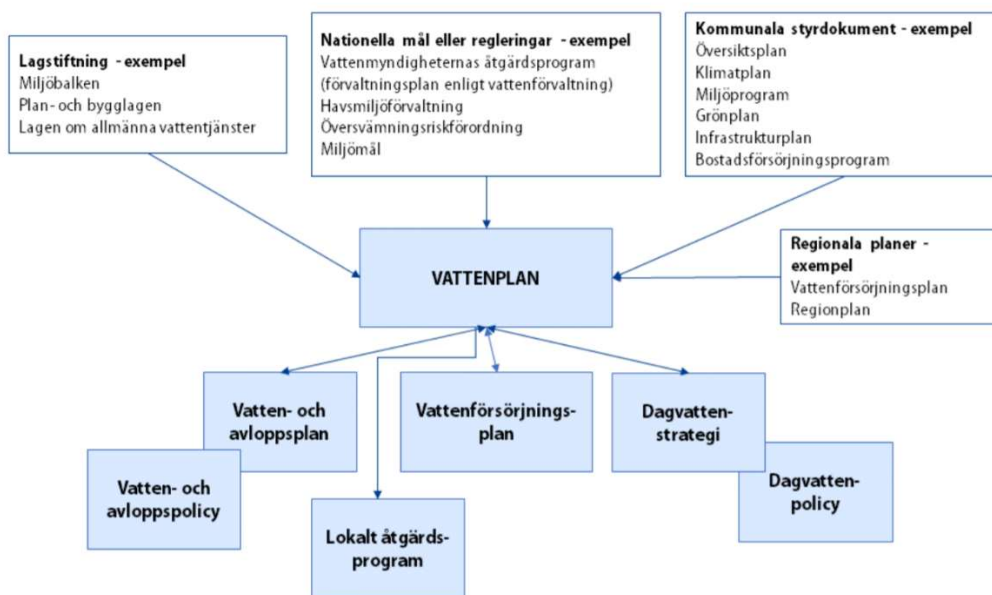 Lagstiftning - exempel
Miljöbalken
Plan- och bygglagen
Lagen om allmänna vattentjänster
Nationella mål eller regleringar - exempel
Vattenmyndigheternas åtgärdsprogram
(förvaltningsplan enligt vattenförvaltning)
Havsmiljöförvaltning
Översvämningsriskförordning
Miljömål
Kommunala styrdokument - exempel
Översiktsplan
Klimatplan
Miljöprogram
Grönplan
Infrastrukturplan
Bostadsförsörjningsprogram
VATTENPLAN
Regionala planer -
exempel
Vattenförsörjningsplan
Regionplan
Vatten- och
avloppsplan
Vattenförsörjnings-
plan
Dagvatten-
strategi
Vatten- och
avloppspolicy
Dagvatten-
policy
Lokalt åtgärds-
program